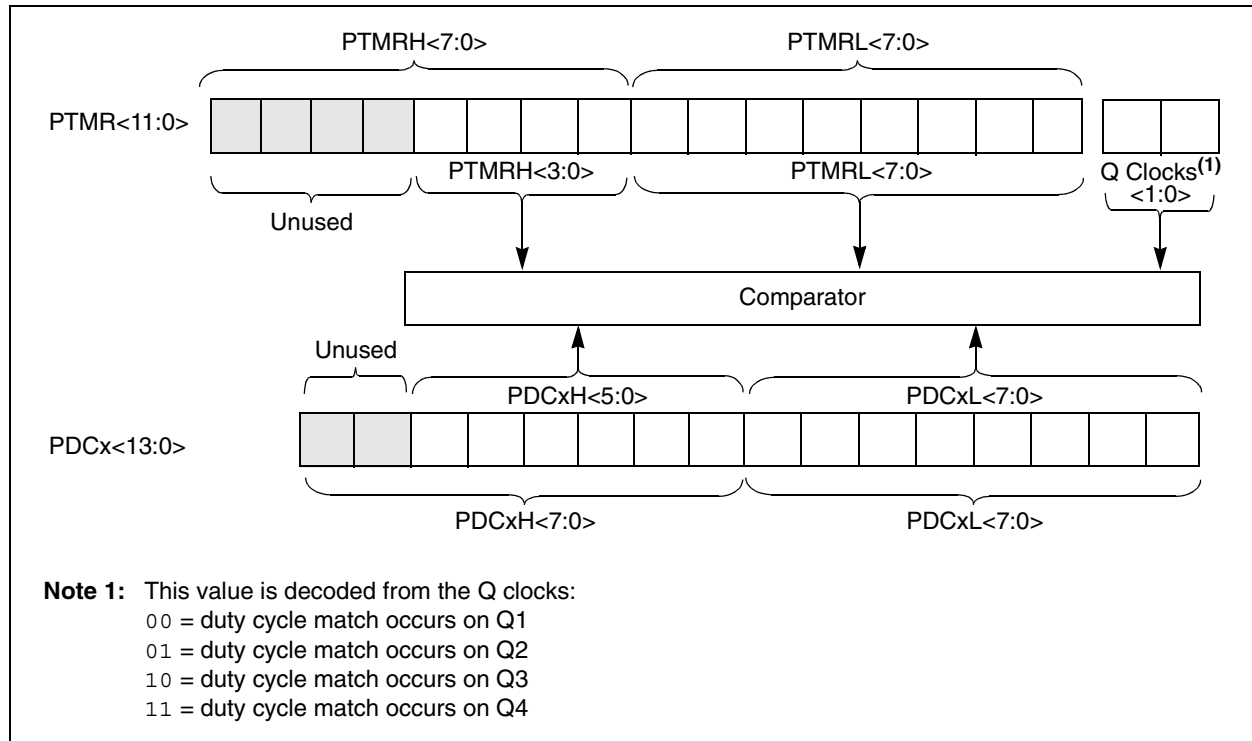 PTMRH<7:0>
PTMRL<7:0>
PTMR<11:0>
PTMRH<3:0>
PTMRL<7:0>
Q Clocks(1)
<1:0>
Unused
Comparator
Unused
PDCxH<5:0>
PDCxL<7:0>
PDCx<13:0>
PDCxH<7:0>
PDCxL<7:0>
Note 1: This value is decoded from the Q clocks:
00 = duty cycle match occurs on Q1
01 = duty cycle match occurs on Q2
10 = duty cycle match occurs on Q3
11 = duty cycle match occurs on Q4